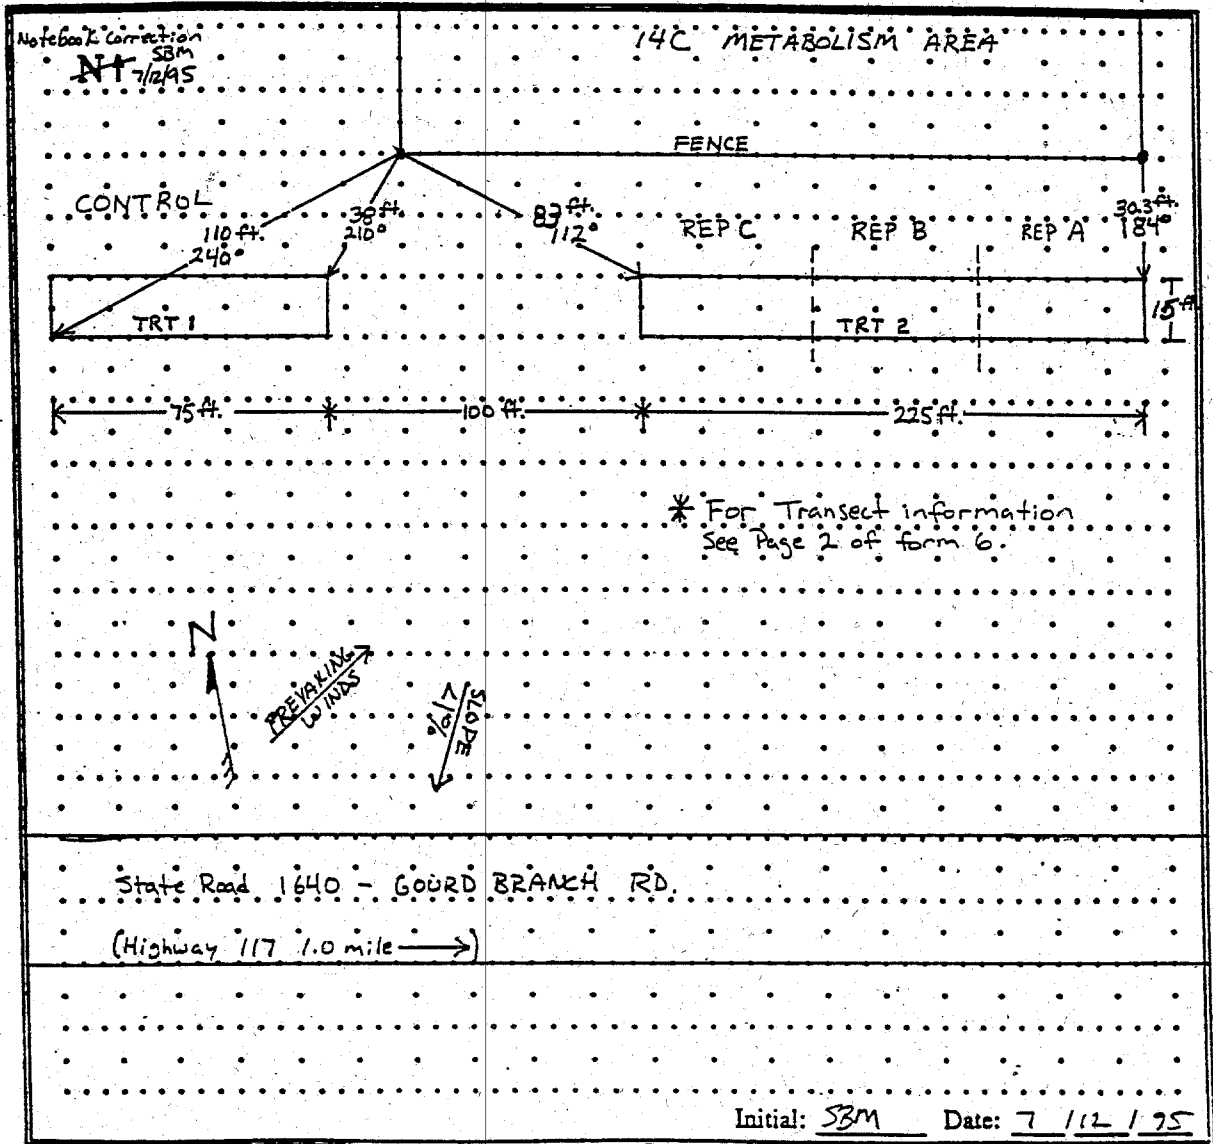 Notebook Correction
SBM
N↑ 7/12/95
14C METABOLISM AREA
FENCE
CONTROL
110 ft.
240°
38 ft.
210°
83 ft.
112°
REP C
REP B
REP A
30.3 ft.
184°
15 ft.
TRT 1
TRT 2
75 ft.
100 ft.
225 ft.
* For Transect information
See Page 2 of form 6.
N
PREVAILING
WINDS
<1.0%
SLOPE
State Road 1640 - GOURD BRANCH RD.
(Highway 117 1.0 mile →)
Initial: SBM Date: 7 / 12 / 95